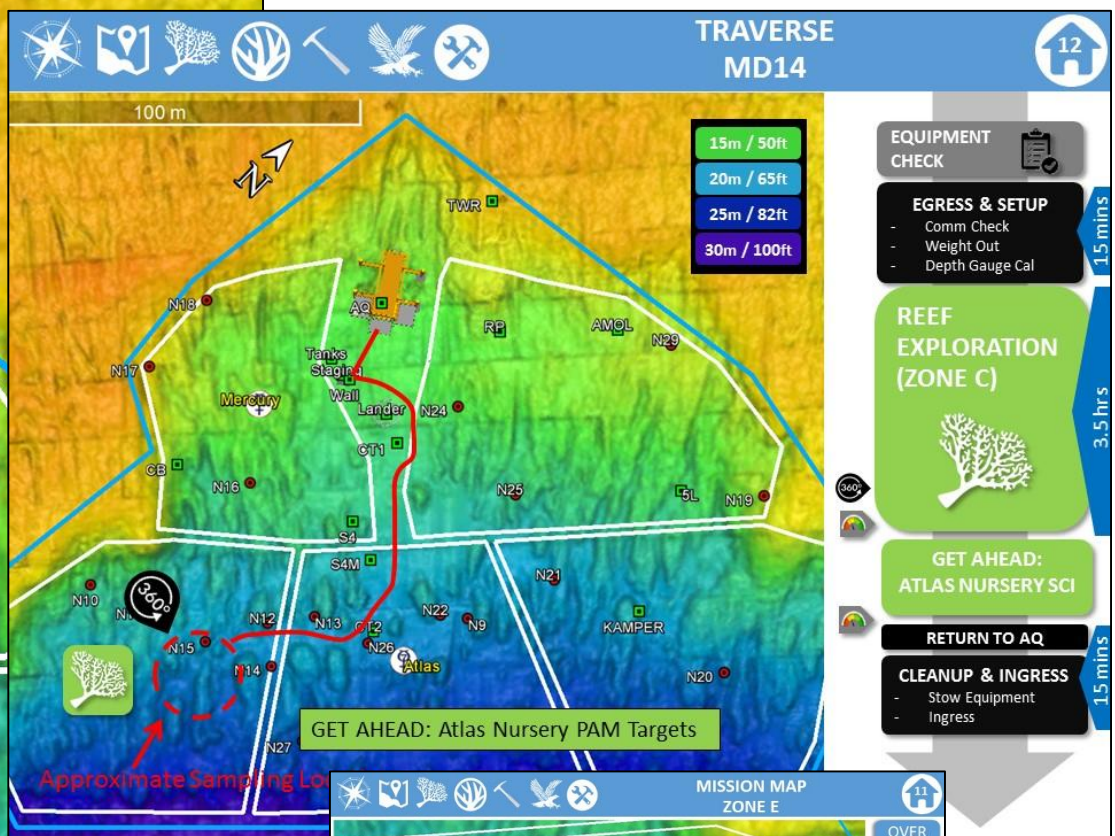 TRAVERSE
MD14
12
100 m
N
15m / 50ft
20m / 65ft
25m / 82ft
30m / 100ft
TWR
AQ
N18
RP
AMOL
N29
N17
Tanks
Staging
Wall
Mercury
Lander
N24
CT1
CB
N16
N25
5L
N19
S4
S4M
N10
N21
360°
N12
N13
CT2
N22
N9
KAMPER
N15
N26
N14
Atlas
N20
N27
GET AHEAD: Atlas Nursery PAM Targets
Approximate Sampling Lo
EQUIPMENT
CHECK
EGRESS & SETUP
- Comm Check
- Weight Out
- Depth Gauge Cal
15 mins
REEF
EXPLORATION
(ZONE C)
3.5 hrs
360°
GET AHEAD:
ATLAS NURSERY SCI
RETURN TO AQ
CLEANUP & INGRESS
- Stow Equipment
- Ingress
15 mins
MISSION MAP
ZONE E
11
OVER